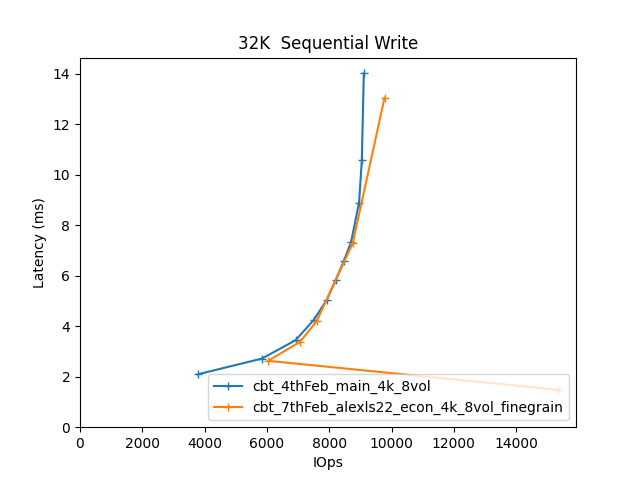 32K  Sequential Write
Latency (ms)
14
12
10
8
6
4
2
0
0 2000 4000 6000 8000 10000 12000 14000
IOps
cbt_4thFeb_main_4k_8vol
cbt_7thFeb_alexls22_econ_4k_8vol_finegrain